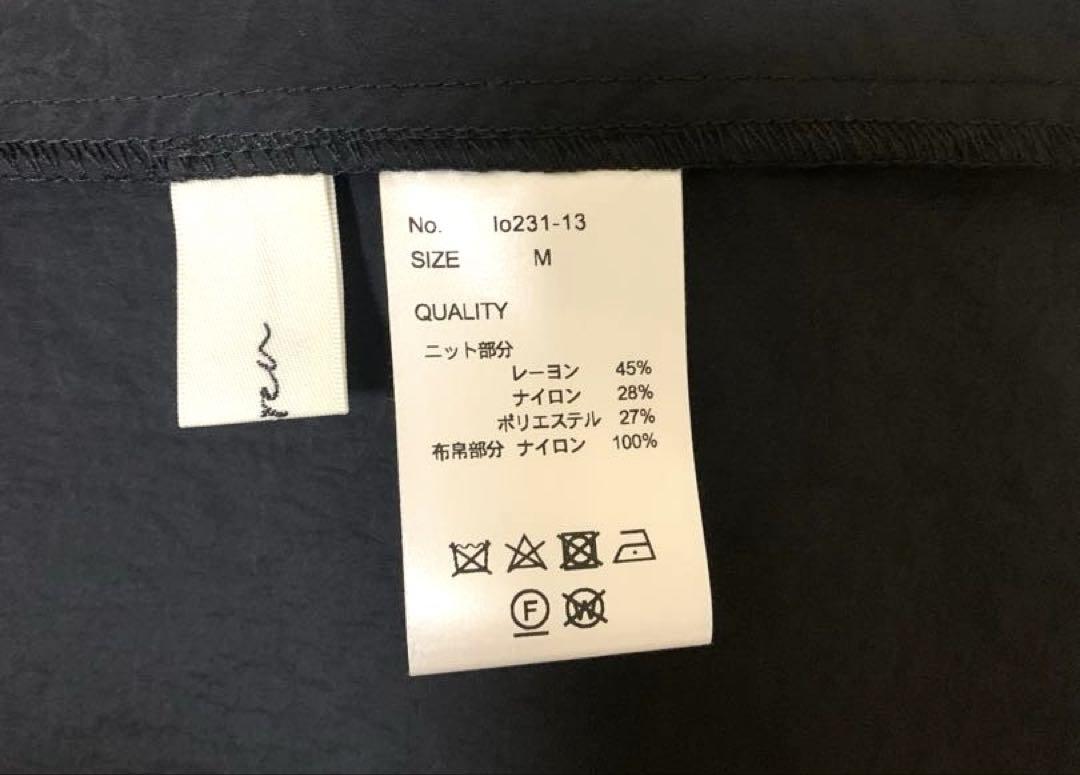 No. lo231-13
SIZE M
QUALITY
ニット部分
レーヨン 45%
ナイロン 28%
ポリエステル 27%
布帛部分 ナイロン 100%
F
W